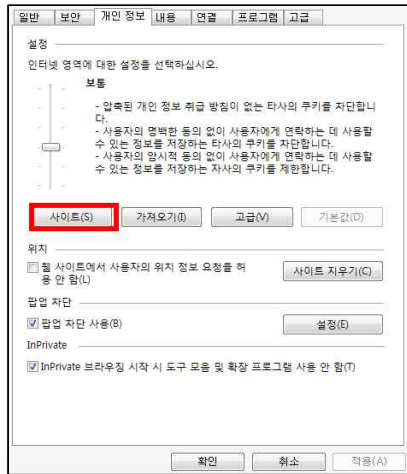 일반 보안 개인 정보 내용 연결 프로그램 고급
설정
인터넷 영역에 대한 설정을 선택하십시오.
보통
- 압축된 개인 정보 취급 방침이 없는 타사의 쿠키를 차단합니
다.
- 사용자의 명백한 동의 없이 사용자에게 연락하는 데 사용할
수 있는 정보를 저장하는 타사의 쿠키를 차단합니다.
- 사용자의 암시적 동의 없이 사용자에게 연락하는 데 사용할
수 있는 정보를 저장하는 자사의 쿠키를 제한합니다.
사이트(S) 가져오기(I) 고급(V) 기본값(D)
위치
웹 사이트에서 사용자의 위치 정보 요청을 허
용 안 함(L)
사이트 지우기(C)
팝업 차단
팝업 차단 사용(B) 설정(E)
InPrivate
InPrivate 브라우징 시작 시 도구 모음 및 확장 프로그램 사용 안 함(T)
확인 취소 적용(A)